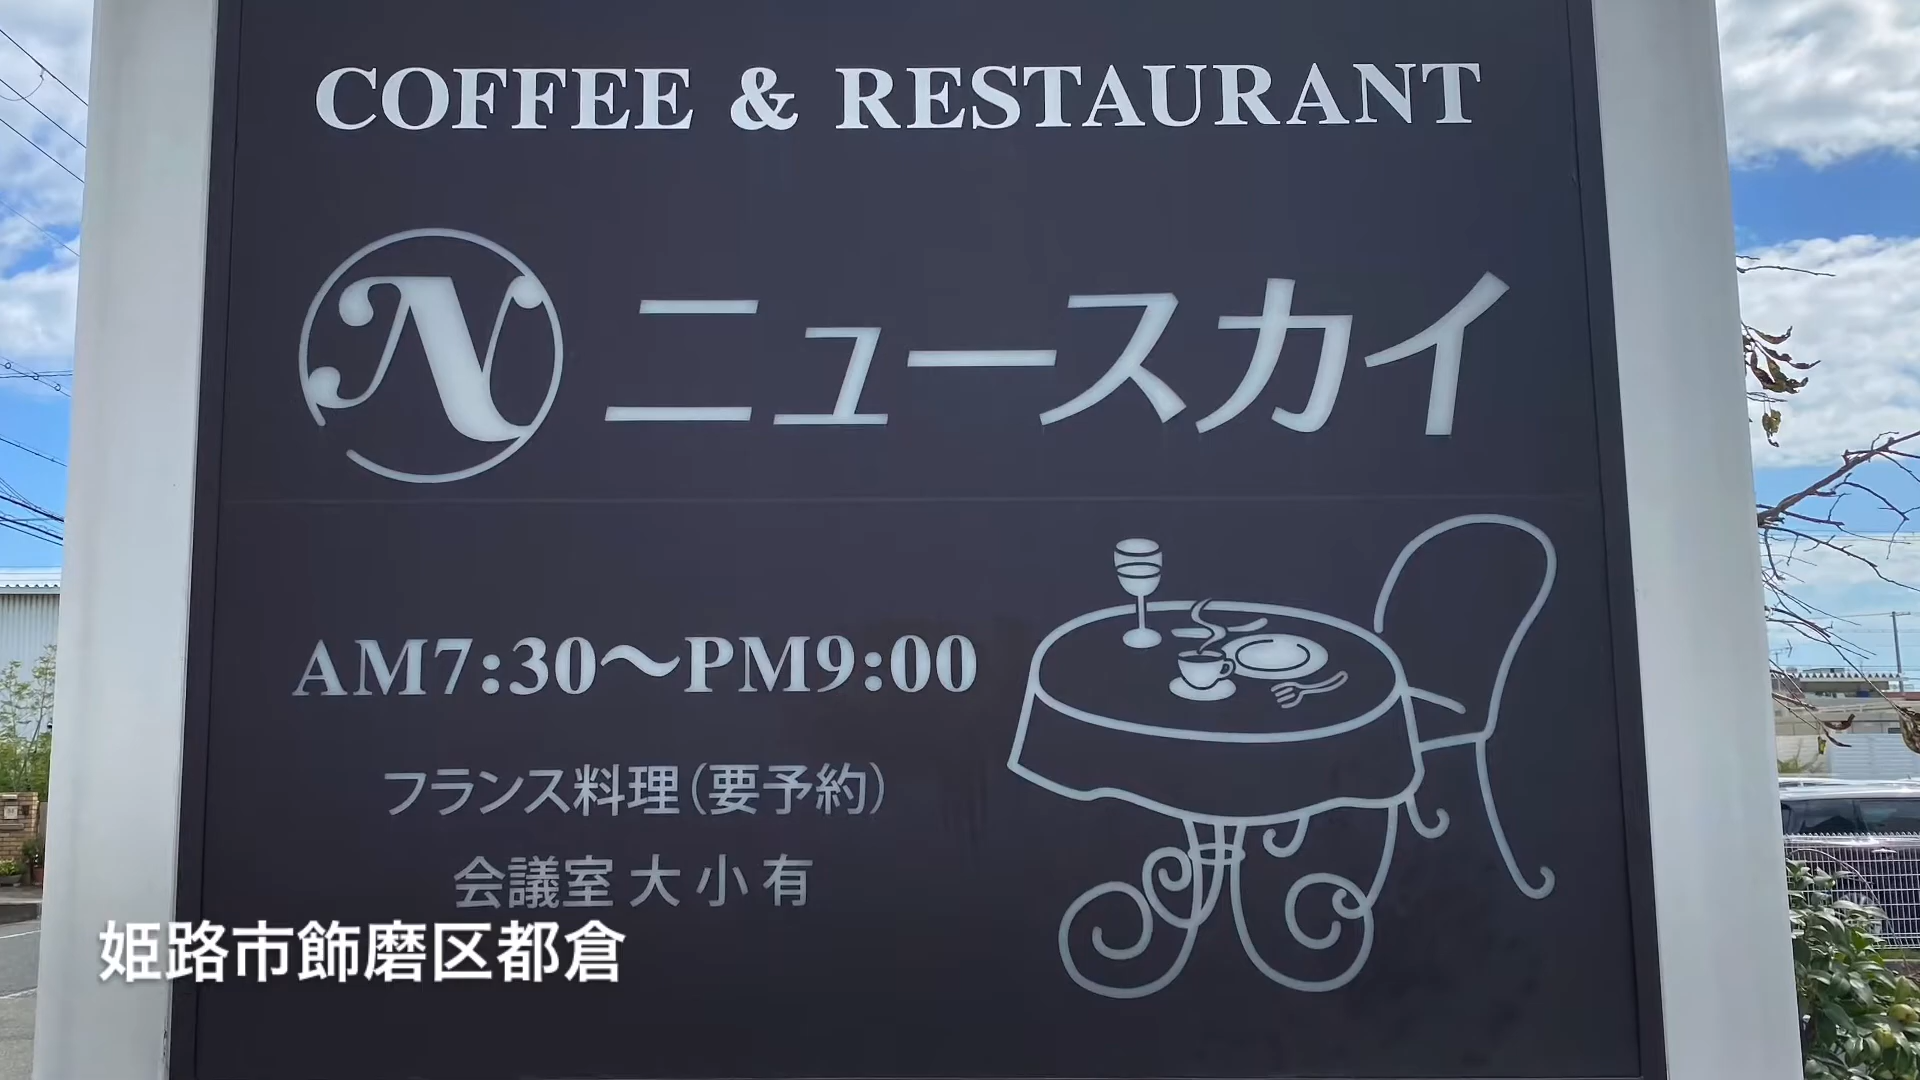 COFFEE & RESTAURANT
N ニュースカイ
AM7:30〜PM9:00
フランス料理(要予約)
会議室 大 小 有
姫路市飾磨区都倉